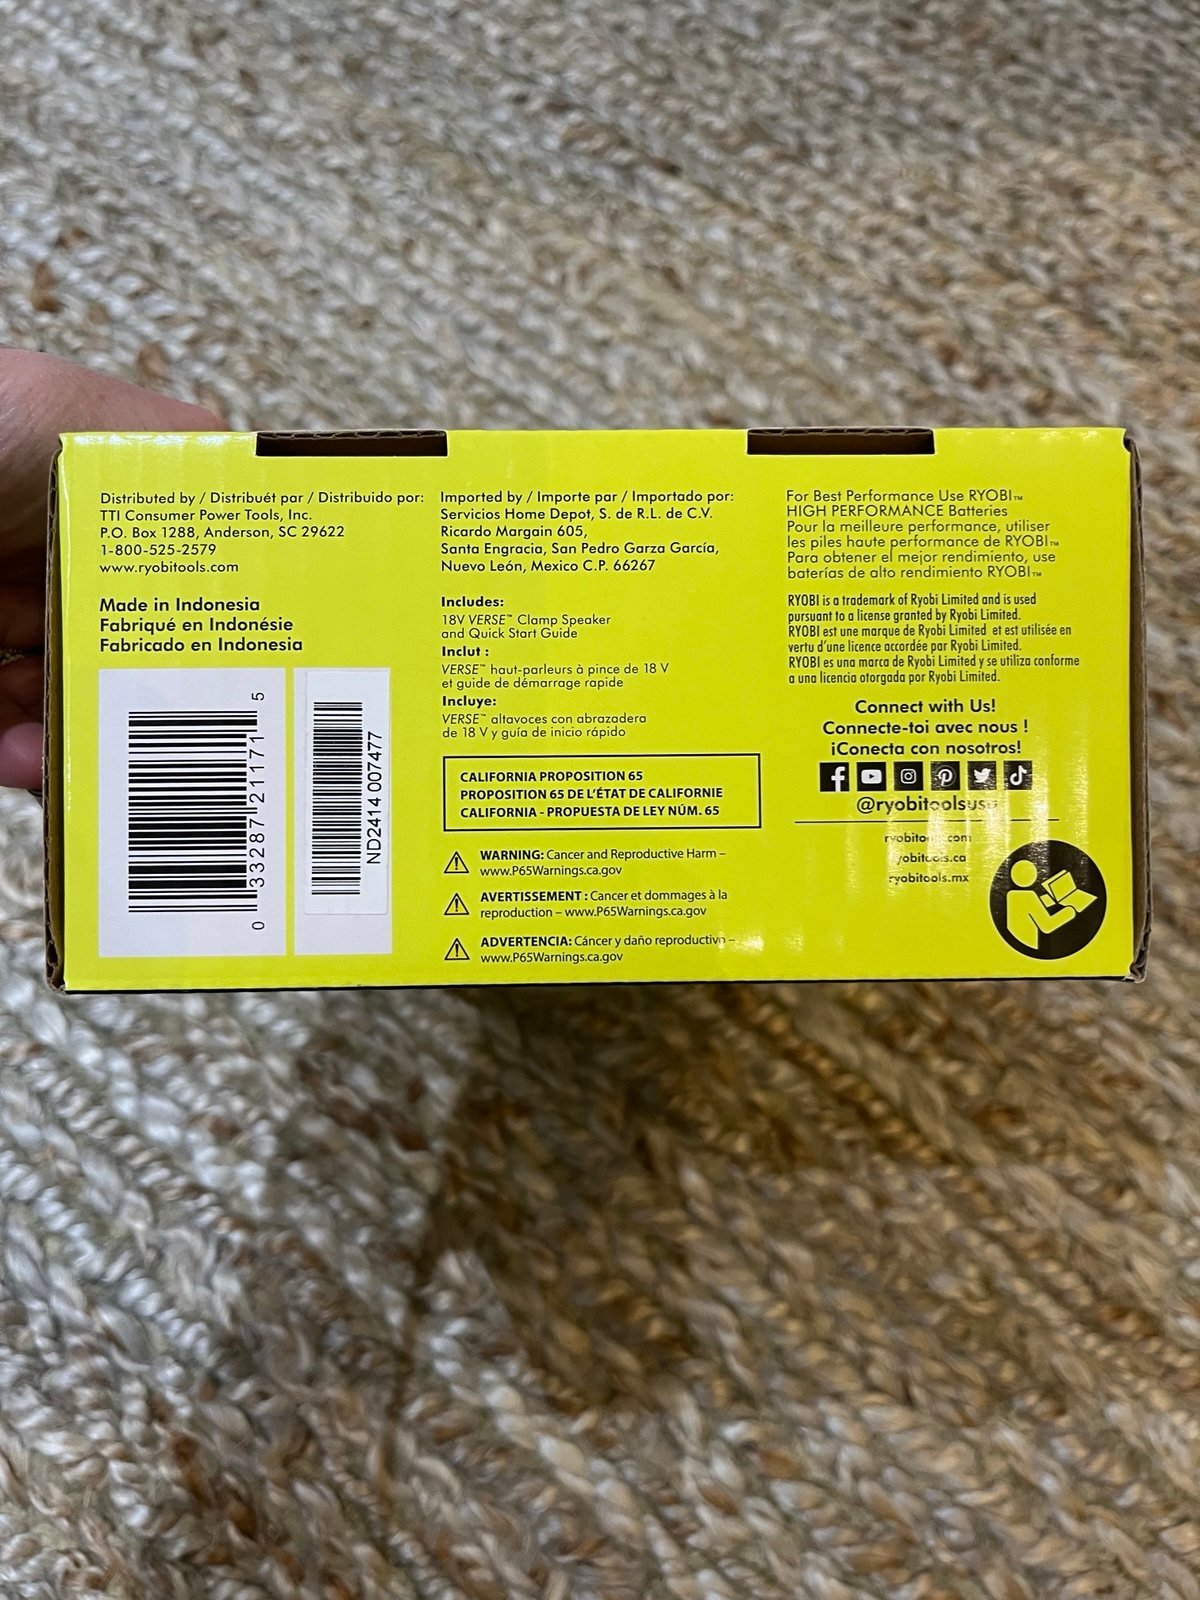 Distributed by / Distribuét par / Distribuido por:
TTI Consumer Power Tools, Inc.
P.O. Box 1288, Anderson, SC 29622
1-800-525-2579
www.ryobitools.com
Made in Indonesia
Fabriqué en Indonésie
Fabricado en Indonesia
0 33287 21171 5
ND2414 007477
Imported by / Importe par / Importado por:
Servicios Home Depot, S. de R.L. de C.V.
Ricardo Margain 605,
Santa Engracia, San Pedro Garza García,
Nuevo León, Mexico C.P. 66267
Includes:
18V VERSE™ Clamp Speaker
and Quick Start Guide
Inclut :
VERSE™ haut-parleurs à pince de 18 V
et guide de démarrage rapide
Incluye:
VERSE™ altavoces con abrazadera
de 18 V y guía de inicio rápido
CALIFORNIA PROPOSITION 65
PROPOSITION 65 DE L'ÉTAT DE CALIFORNIE
CALIFORNIA - PROPUESTA DE LEY NÚM. 65
WARNING: Cancer and Reproductive Harm –
www.P65Warnings.ca.gov
AVERTISSEMENT : Cancer et dommages à la
reproduction – www.P65Warnings.ca.gov
ADVERTENCIA: Cáncer y daño reproductivo –
www.P65Warnings.ca.gov
For Best Performance Use RYOBI™
HIGH PERFORMANCE Batteries
Pour la meilleure performance, utiliser
les piles haute performance de RYOBI™
Para obtener el mejor rendimiento, use
baterías de alto rendimiento RYOBI™
RYOBI is a trademark of Ryobi Limited and is used
pursuant to a license granted by Ryobi Limited.
RYOBI est une marque de Ryobi Limited et est utilisée en
vertu d'une licence accordée par Ryobi Limited.
RYOBI es una marca de Ryobi Limited y se utiliza conforme
a una licencia otorgada por Ryobi Limited.
Connect with Us!
Connecte-toi avec nous !
¡Conecta con nosotros!
@ryobitoolsusa
ryobitools.com
ryobitools.ca
ryobitools.mx